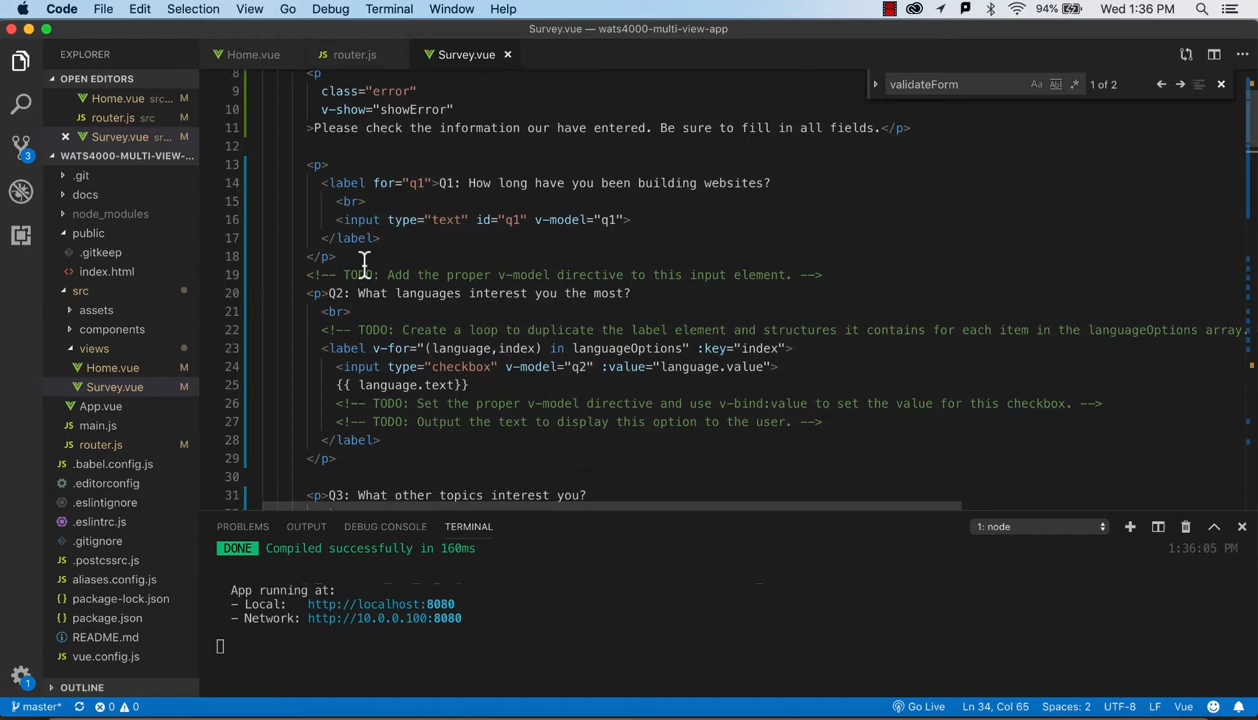 Code File Edit Selection View Go Debug Terminal Window Help 94% Wed 1:36 PM
Survey.vue — wats4000-multi-view-app
EXPLORER
OPEN EDITORS
Home.vue src... M
router.js src M
Survey.vue sr... M
WATS4000-MULTI-VIEW-...
.git
docs
node_modules
public
.gitkeep
index.html
src
assets
components
views
Home.vue M
Survey.vue M
App.vue
main.js
router.js M
.babel.config.js
.editorconfig
.eslintignore
.eslintrc.js
.gitignore
.postcssrc.js
aliases.config.js
package-lock.json
package.json
README.md
vue.config.js
OUTLINE
3
1
Home.vue router.js Survey.vue
validateForm Aa Abl 1 of 2
8 <p
9 class="error"
10 v-show="showError"
11 >Please check the information our have entered. Be sure to fill in all fields.</p>
12
13 <p>
14 <label for="q1">Q1: How long have you been building websites?
15 <br>
16 <input type="text" id="q1" v-model="q1">
17 </label>
18 </p>
19 <!-- TODO: Add the proper v-model directive to this input element. -->
20 <p>Q2: What languages interest you the most?
21 <br>
22 <!-- TODO: Create a loop to duplicate the label element and structures it contains for each item in the languageOptions array.
23 <label v-for="(language,index) in languageOptions" :key="index">
24 <input type="checkbox" v-model="q2" :value="language.value">
25 {{ language.text}}
26 <!-- TODO: Set the proper v-model directive and use v-bind:value to set the value for this checkbox. -->
27 <!-- TODO: Output the text to display this option to the user. -->
28 </label>
29 </p>
30
31 <p>Q3: What other topics interest you?
PROBLEMS OUTPUT DEBUG CONSOLE TERMINAL 1: node
DONE Compiled successfully in 160ms 1:36:05 PM
App running at:
- Local: http://localhost:8080
- Network: http://10.0.0.100:8080
master* 0 0 Go Live Ln 34, Col 65 Spaces: 2 UTF-8 LF Vue